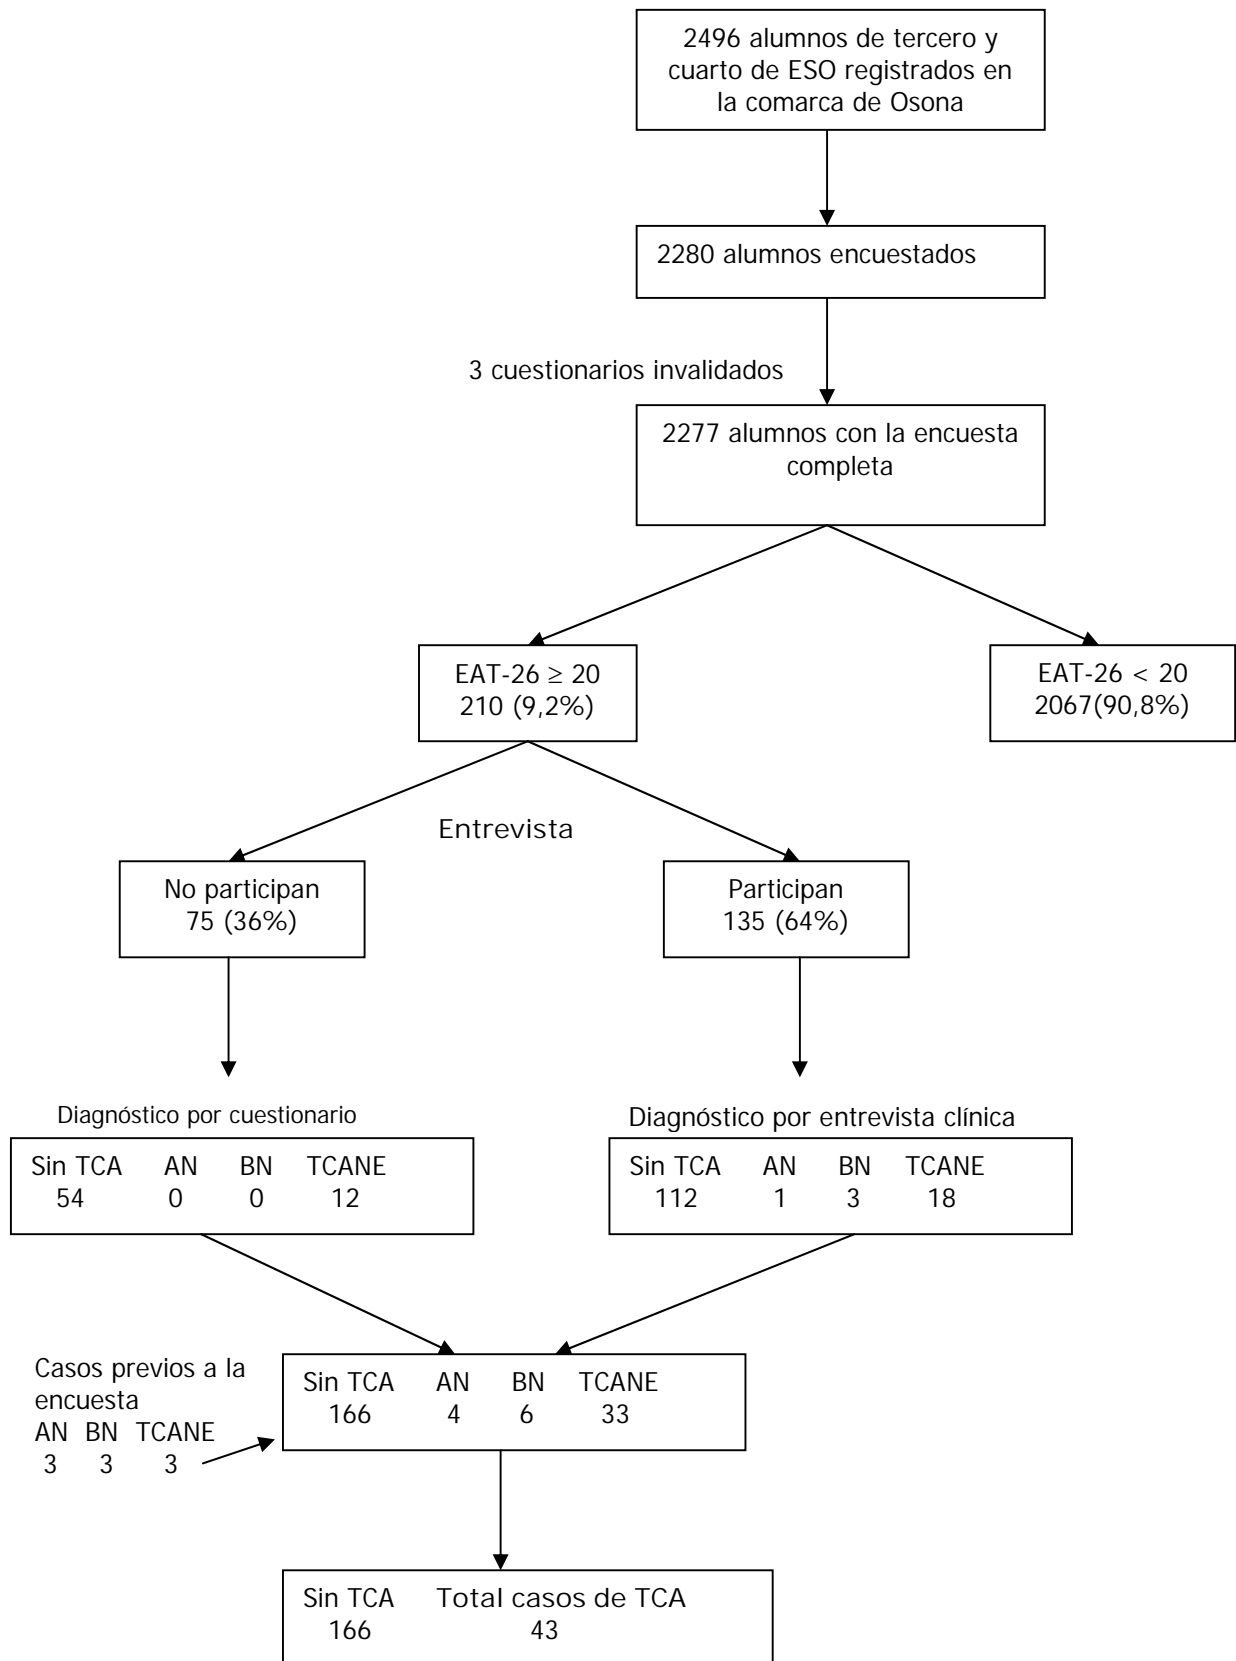 2496 alumnos de tercero y
cuarto de ESO registrados en
la comarca de Osona
2280 alumnos encuestados
3 cuestionarios invalidados
2277 alumnos con la encuesta
completa
EAT-26 ≥ 20
210 (9,2%)
EAT-26 < 20
2067(90,8%)
Entrevista
No participan
75 (36%)
Participan
135 (64%)
Diagnóstico por cuestionario
Sin TCA AN BN TCANE
54 0 0 12
Diagnóstico por entrevista clínica
Sin TCA AN BN TCANE
112 1 3 18
Casos previos a la
encuesta
AN BN TCANE
3 3 3
Sin TCA AN BN TCANE
166 4 6 33
Sin TCA Total casos de TCA
166 43